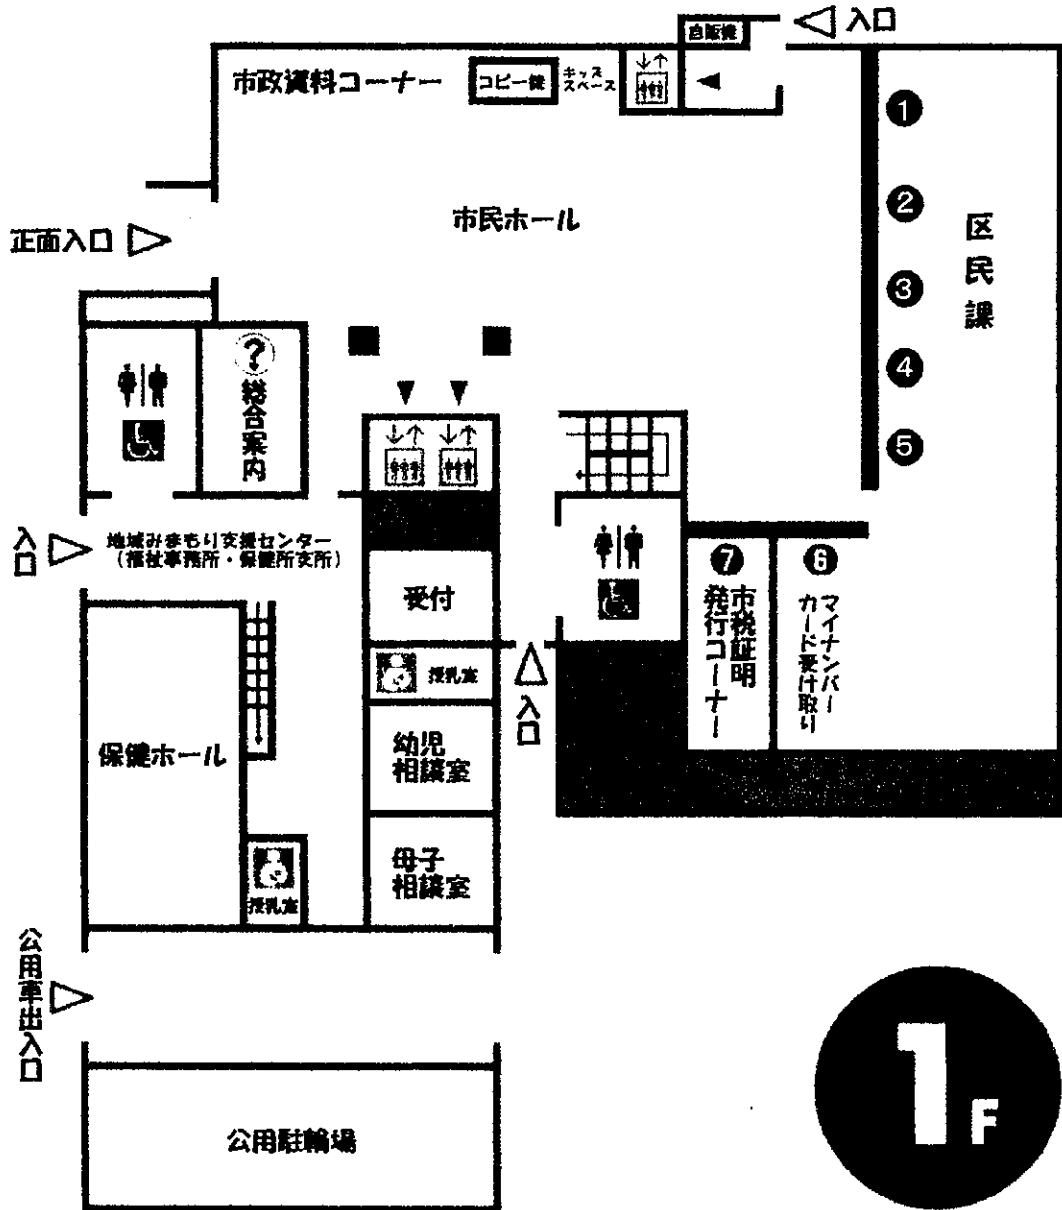 入口
自販機
市政資料コーナー
コピー機
キッズ
スペース
❶
❷
市民ホール
区民課
正面入口
❸
?
総合案内
❹
❺
入口
地域みまもり支援センター
(福祉事務所・保健所支所)
受付
❼
市税証明
発行コーナー
❻
マイナンバー
カード受け取り
授乳室
入口
保健ホール
幼児
相談室
母子
相談室
授乳室
公用車出入口
1F
公用駐輪場